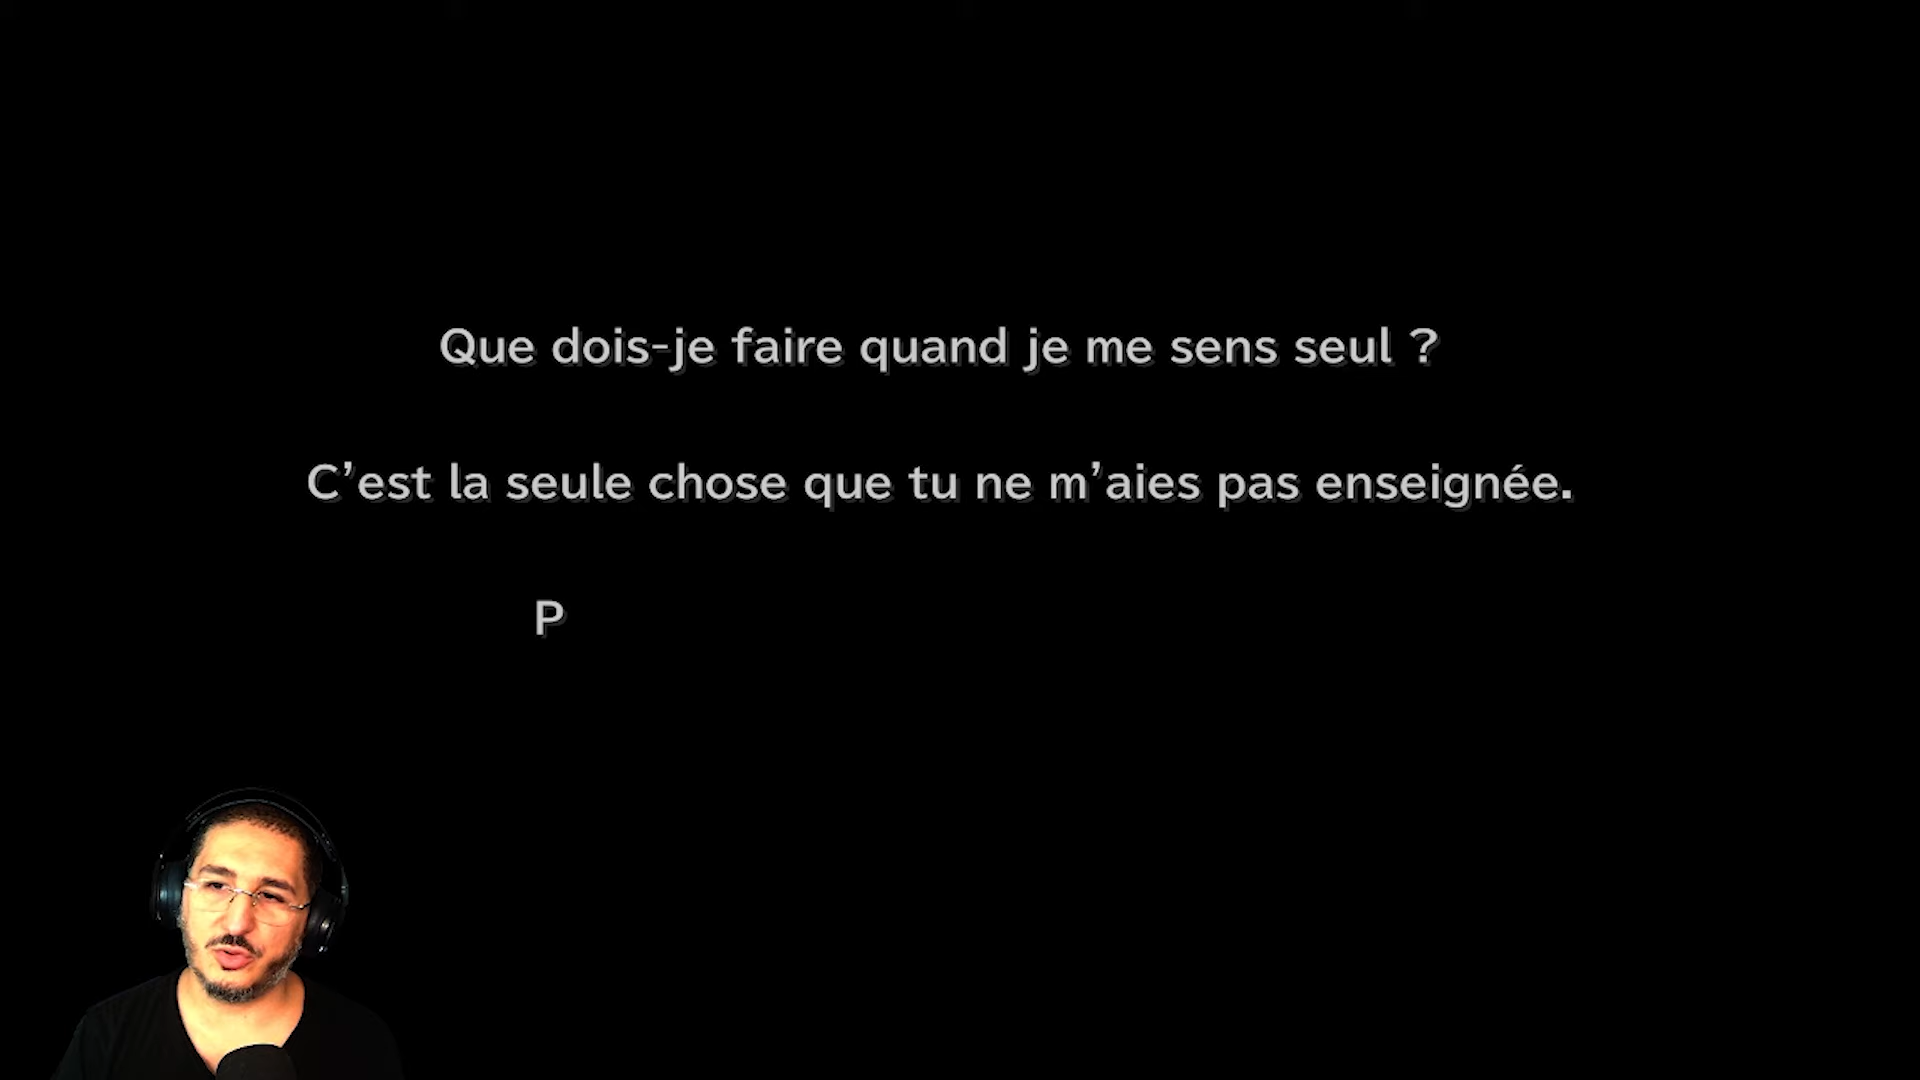 Que dois-je faire quand je me sens seul ?
C’est la seule chose que tu ne m’aies pas enseignée.
P